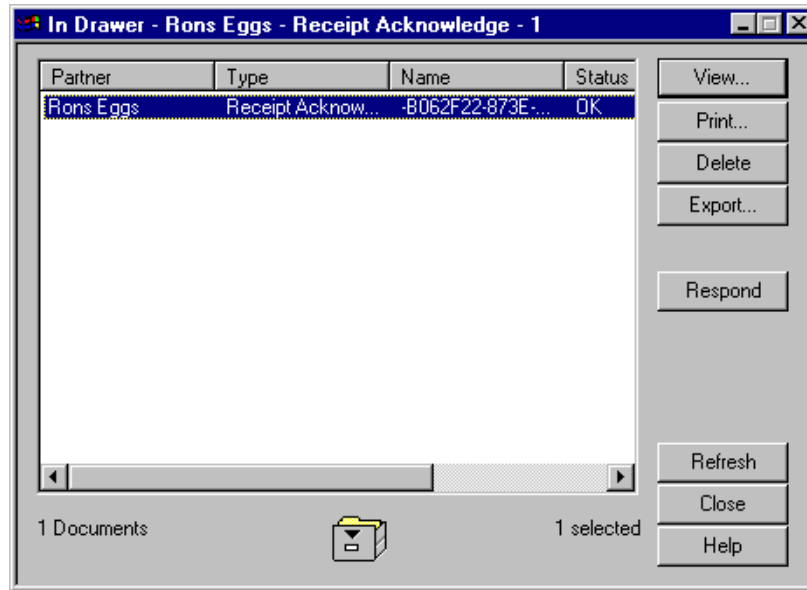 In Drawer - Rons Eggs - Receipt Acknowledge - 1
Partner Type Name Status
Rons Eggs Receipt Acknow... -B062F22-873E-... OK
View...
Print...
Delete
Export...
Respond
Refresh
Close
Help
1 Documents 1 selected